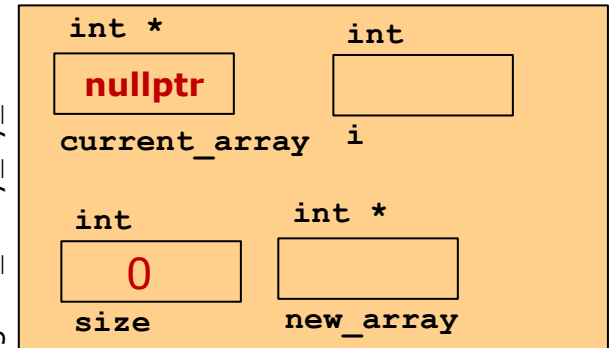 int *
int
nullptr
current_array
i
int
int *
0
size
new_array